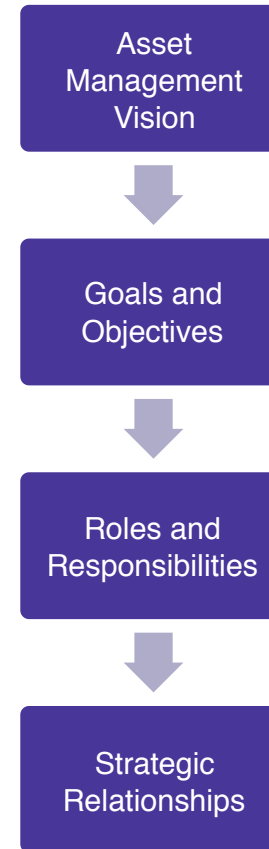 Asset
Management
Vision
Goals and
Objectives
Roles and
Responsibilities
Strategic
Relationships